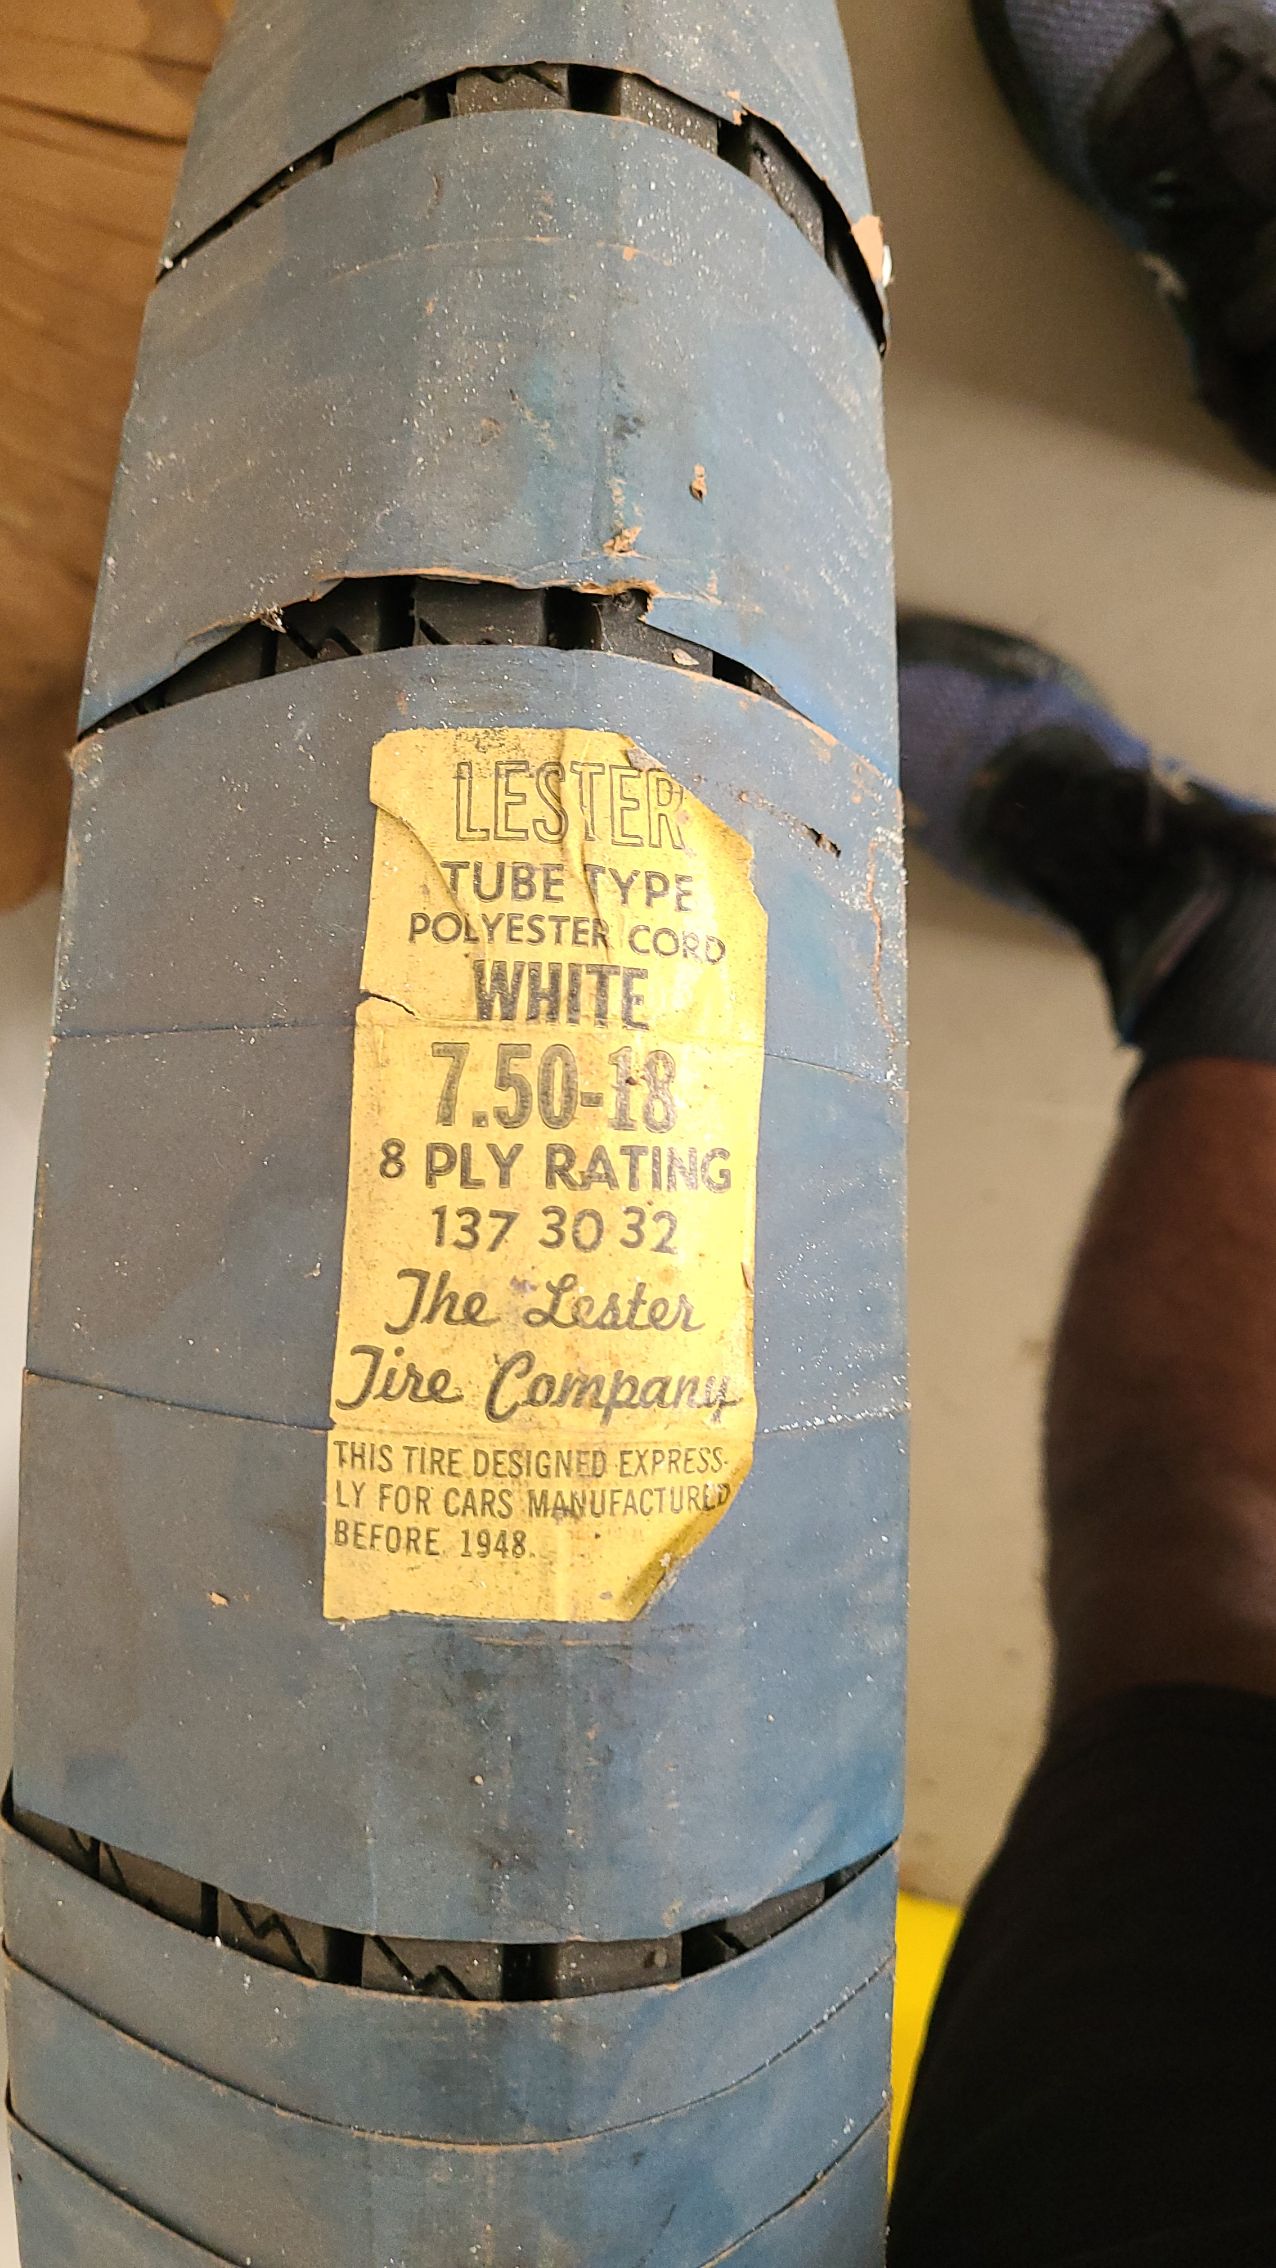 LESTER
TUBE TYPE
POLYESTER CORD
WHITE
7.50-18
8 PLY RATING
137 30 32
The Lester
Tire Company
THIS TIRE DESIGNED EXPRESS-
LY FOR CARS MANUFACTURED
BEFORE 1948.